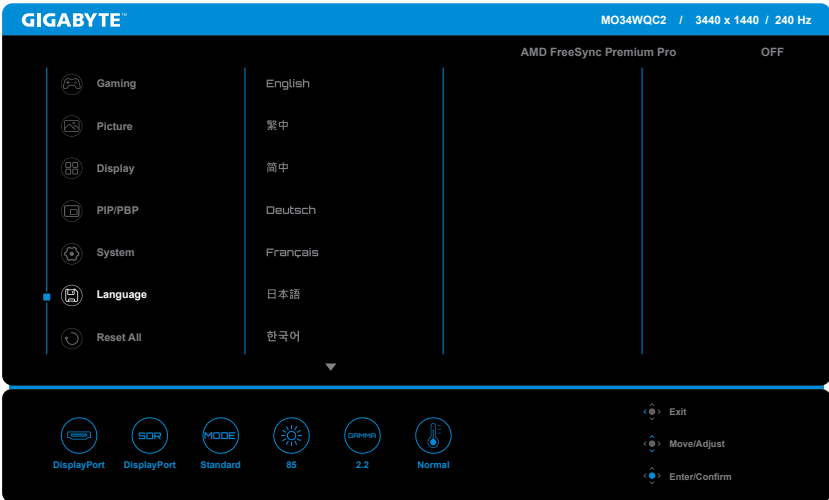 GIGABYTE™ MO34WQC2 / 3440 x 1440 / 240 Hz
AMD FreeSync Premium Pro OFF
Gaming English
Picture 繁中
Display 简中
PIP/PBP Deutsch
System Français
Language 日本語
Reset All 한국어
SDR MODE GAMMA
DisplayPort DisplayPort Standard 85 2.2 Normal
Exit
Move/Adjust
Enter/Confirm